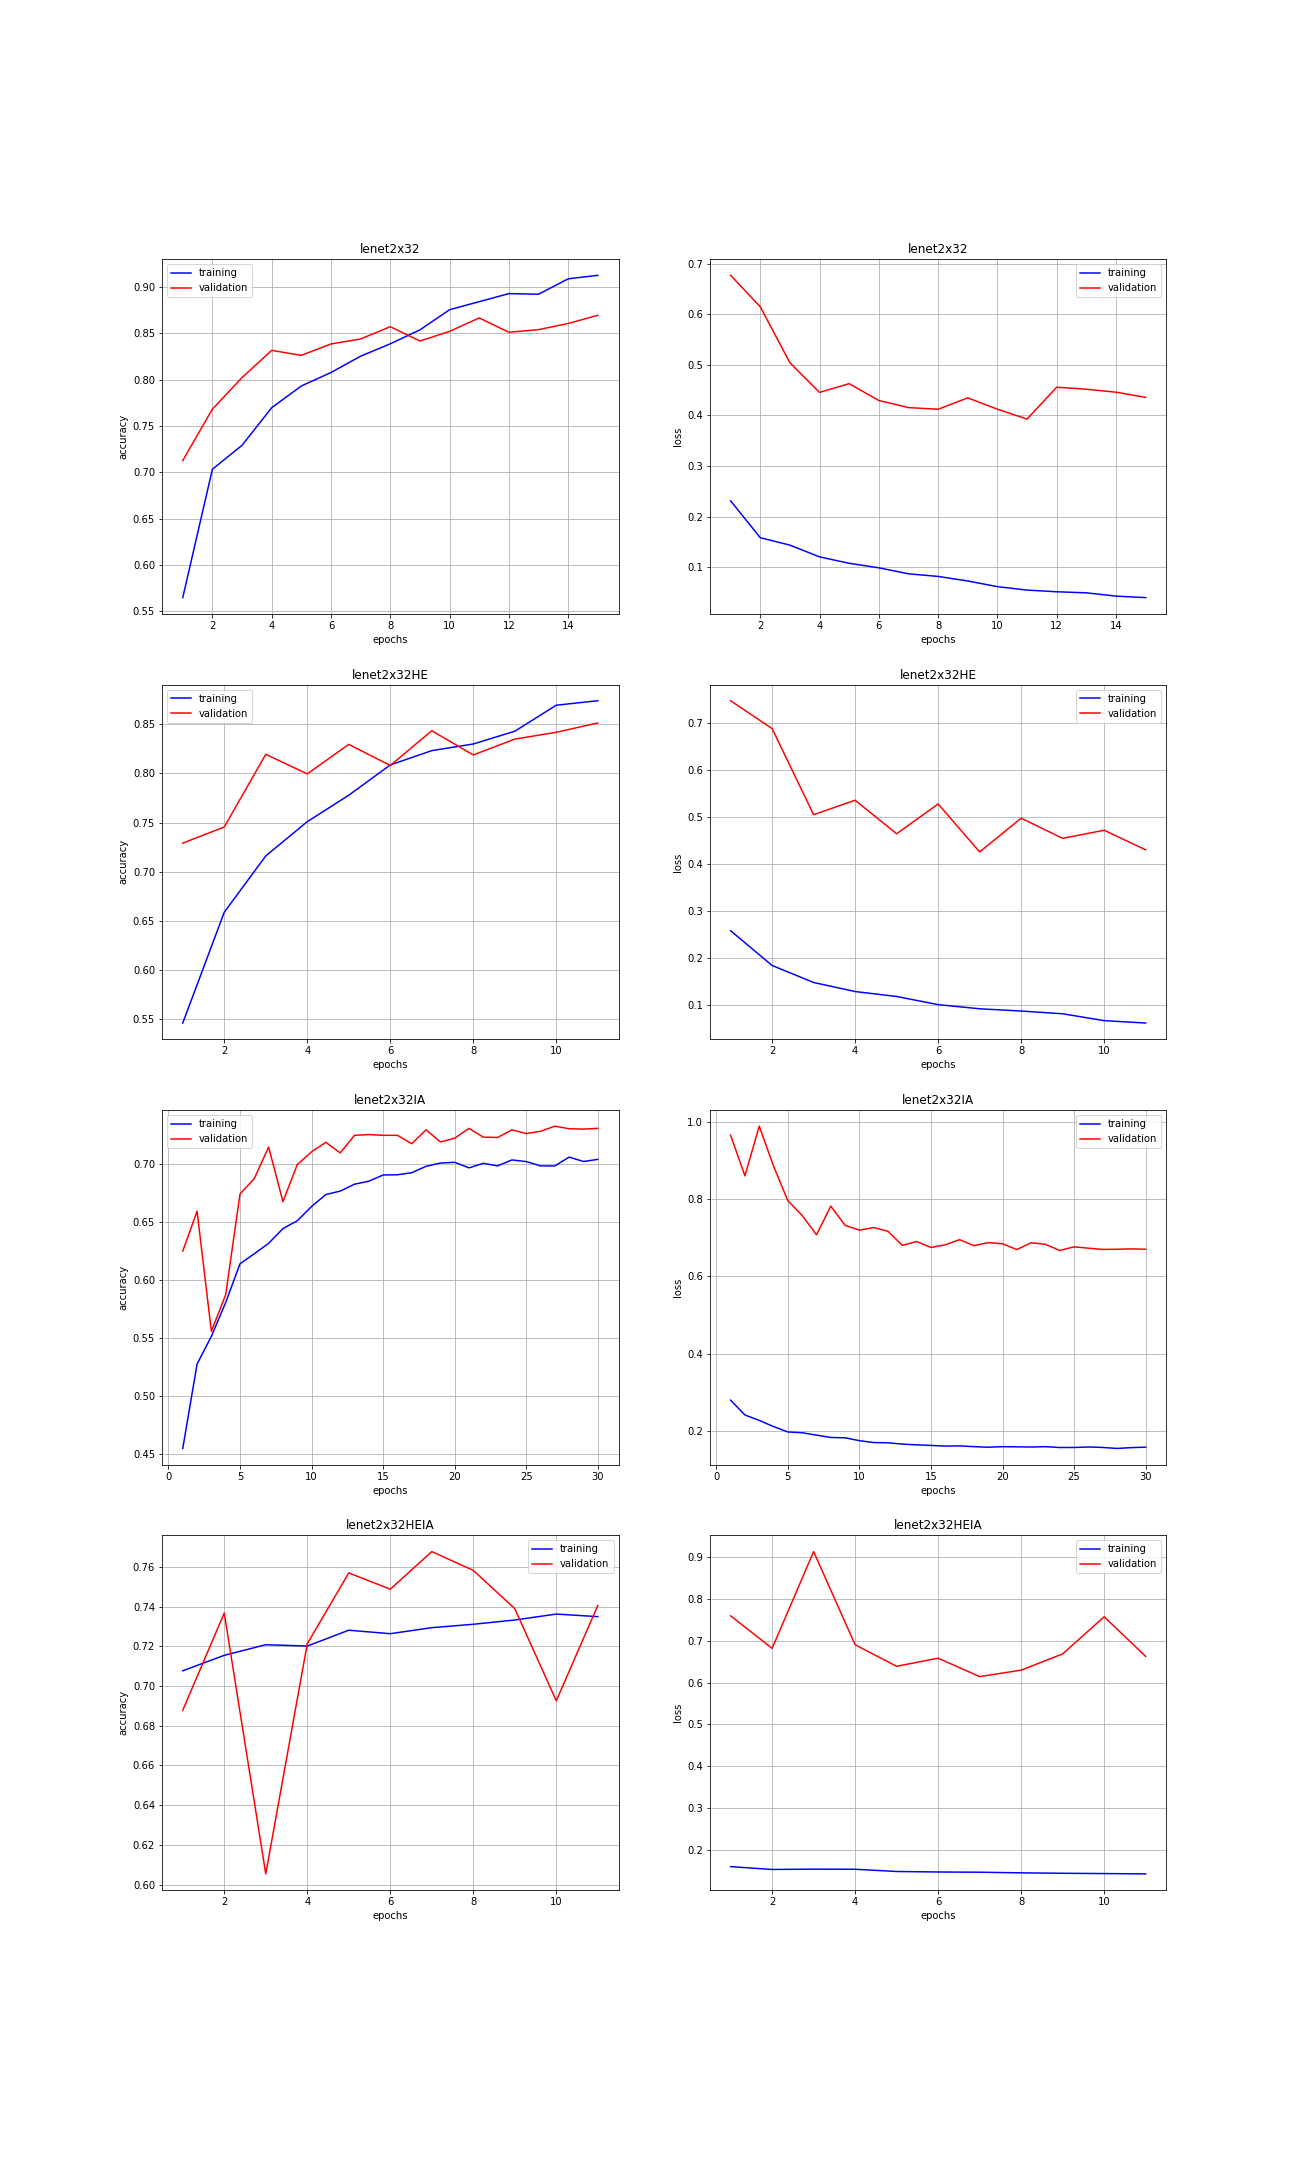 lenet2x32
training
validation
0.90
0.85
0.80
0.75
0.70
0.65
0.60
0.55
accuracy
2 4 6 8 10 12 14
epochs
lenet2x32
training
validation
0.7
0.6
0.5
0.4
0.3
0.2
0.1
loss
2 4 6 8 10 12 14
epochs
lenet2x32HE
training
validation
0.85
0.80
0.75
0.70
0.65
0.60
0.55
accuracy
2 4 6 8 10
epochs
lenet2x32HE
training
validation
0.7
0.6
0.5
0.4
0.3
0.2
0.1
loss
2 4 6 8 10
epochs
lenet2x32IA
training
validation
0.70
0.65
0.60
0.55
0.50
0.45
accuracy
0 5 10 15 20 25 30
epochs
lenet2x32IA
training
validation
1.0
0.8
0.6
0.4
0.2
loss
0 5 10 15 20 25 30
epochs
lenet2x32HEIA
training
validation
0.76
0.74
0.72
0.70
0.68
0.66
0.64
0.62
0.60
accuracy
2 4 6 8 10
epochs
lenet2x32HEIA
training
validation
0.9
0.8
0.7
0.6
0.5
0.4
0.3
0.2
loss
2 4 6 8 10
epochs